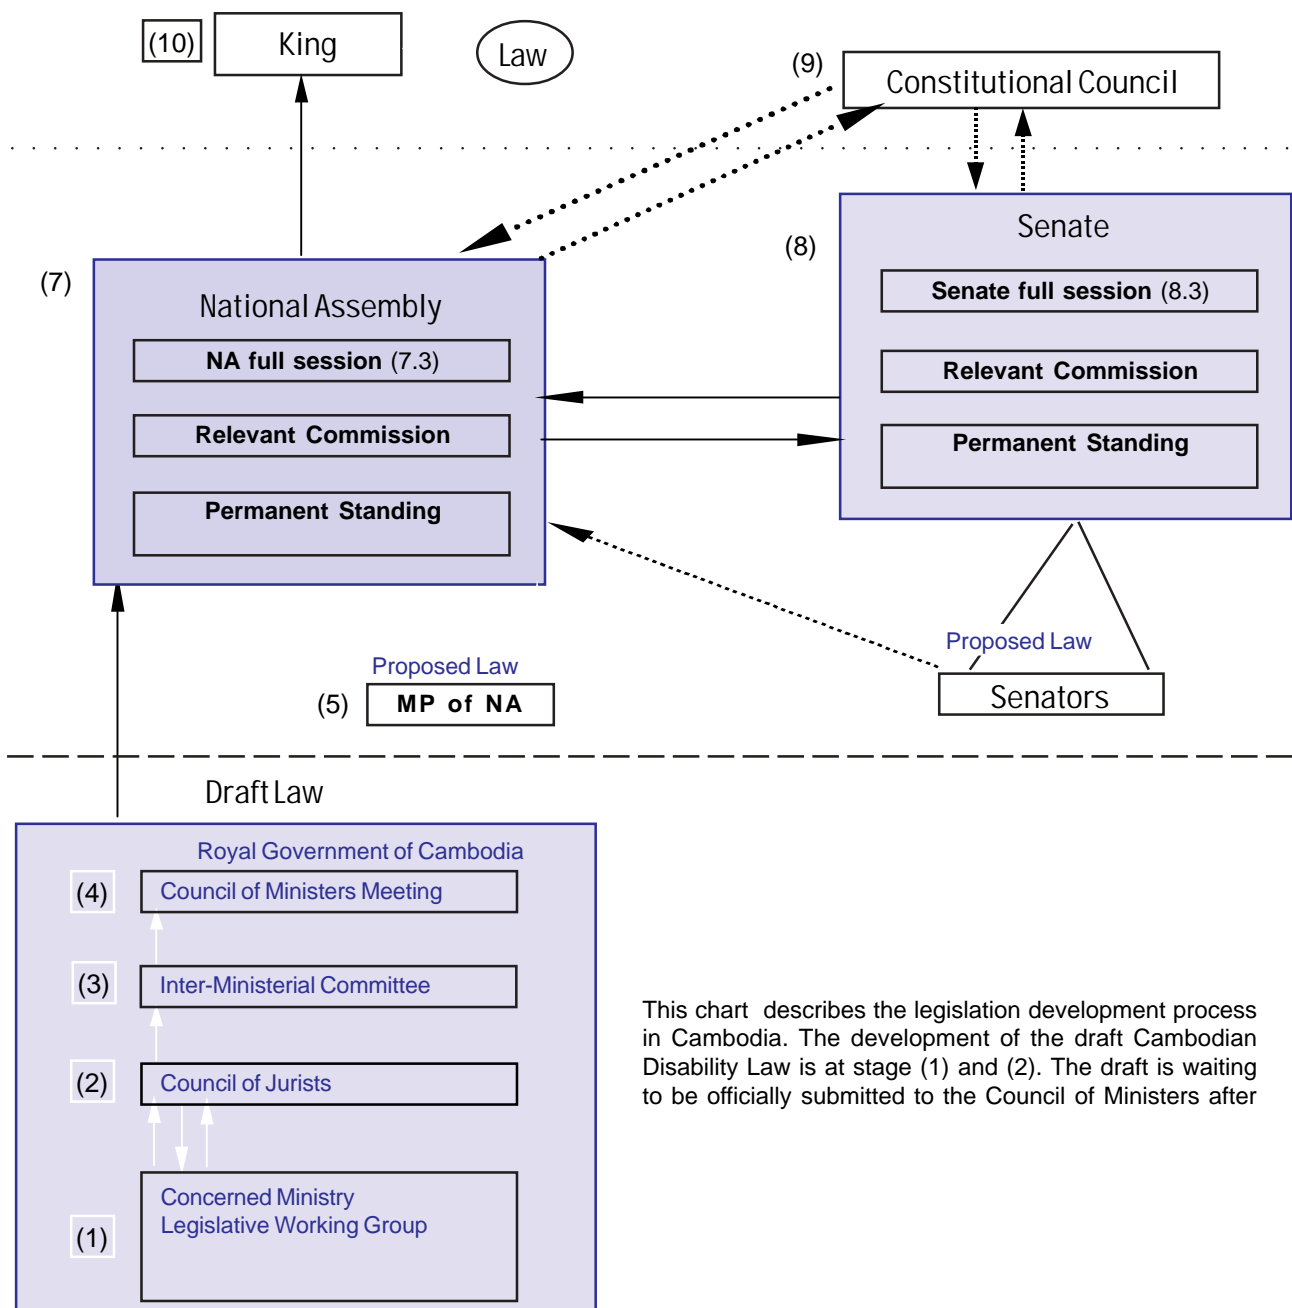 (10) King
Law
(9) Constitutional Council
(7) National Assembly
NA full session (7.3)
Relevant Commission
Permanent Standing
(8) Senate
Senate full session (8.3)
Relevant Commission
Permanent Standing
Proposed Law
Senators
Proposed Law
(5) MP of NA
Draft Law
Royal Government of Cambodia
(4) Council of Ministers Meeting
(3) Inter-Ministerial Committee
(2) Council of Jurists
(1) Concerned Ministry
Legislative Working Group
This chart describes the legislation development process
in Cambodia. The development of the draft Cambodian
Disability Law is at stage (1) and (2). The draft is waiting
to be officially submitted to the Council of Ministers after